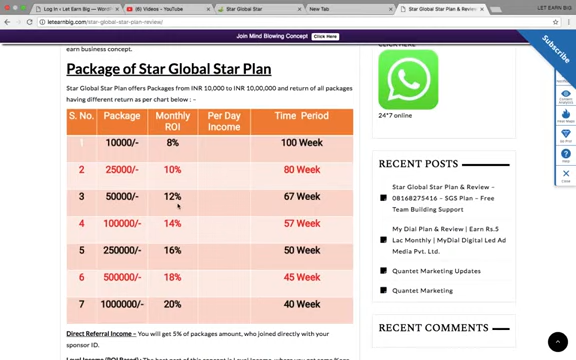 Log In ‹ Let Earn Big — WordP
(6) Videos - YouTube
Star Global Star
New Tab
Star Global Star Plan & Review
LET EARN BIG
letearnbig.com/star-global-star-plan-review/
Join Mind Blowing Concept
Click Here
Subscribe
earn business concept.
Package of Star Global Star Plan
Star Global Star Plan offers Packages from INR 10,000 to INR 10,00,000 and return of all packages
having different return as per chart below : –
S. No. Package Monthly ROI Per Day Income Time Period
1 10000/- 8% 100 Week
2 25000/- 10% 80 Week
3 50000/- 12% 67 Week
4 100000/- 14% 57 Week
5 250000/- 16% 50 Week
6 500000/- 18% 45 Week
7 1000000/- 20% 40 Week
Direct Referral Income – You will get 5% of packages amount, who joined directly with your
sponsor ID.
24*7 online
RECENT POSTS
Star Global Star Plan & Review –
08168275416 – SGS Plan – Free
Team Building Support
My Dial Plan & Review | Earn Rs.5
Lac Monthly | MyDial Digital Led Ad
Media Pvt. Ltd.
Quantet Marketing Updates
Quantet Marketing
RECENT COMMENTS